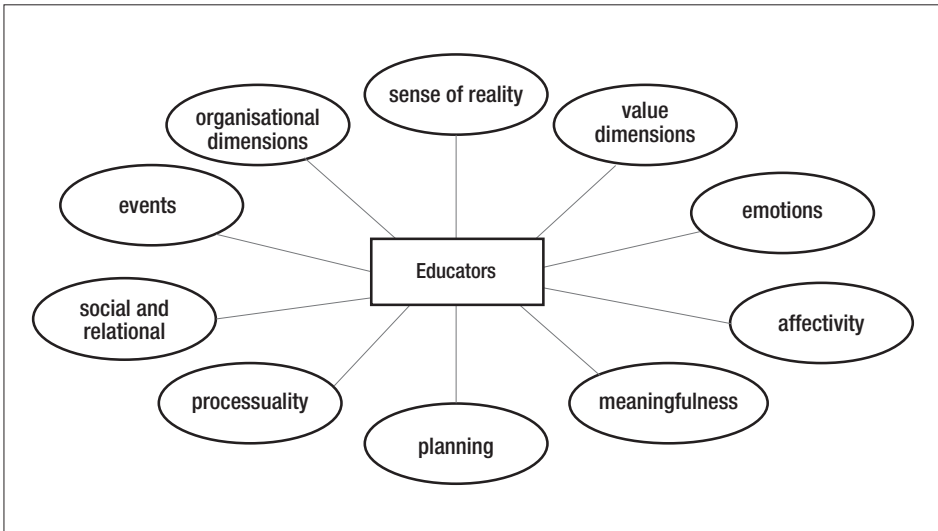 sense of reality
organisational
dimensions
value
dimensions
events
emotions
Educators
social and
relational
affectivity
processuality
meaningfulness
planning